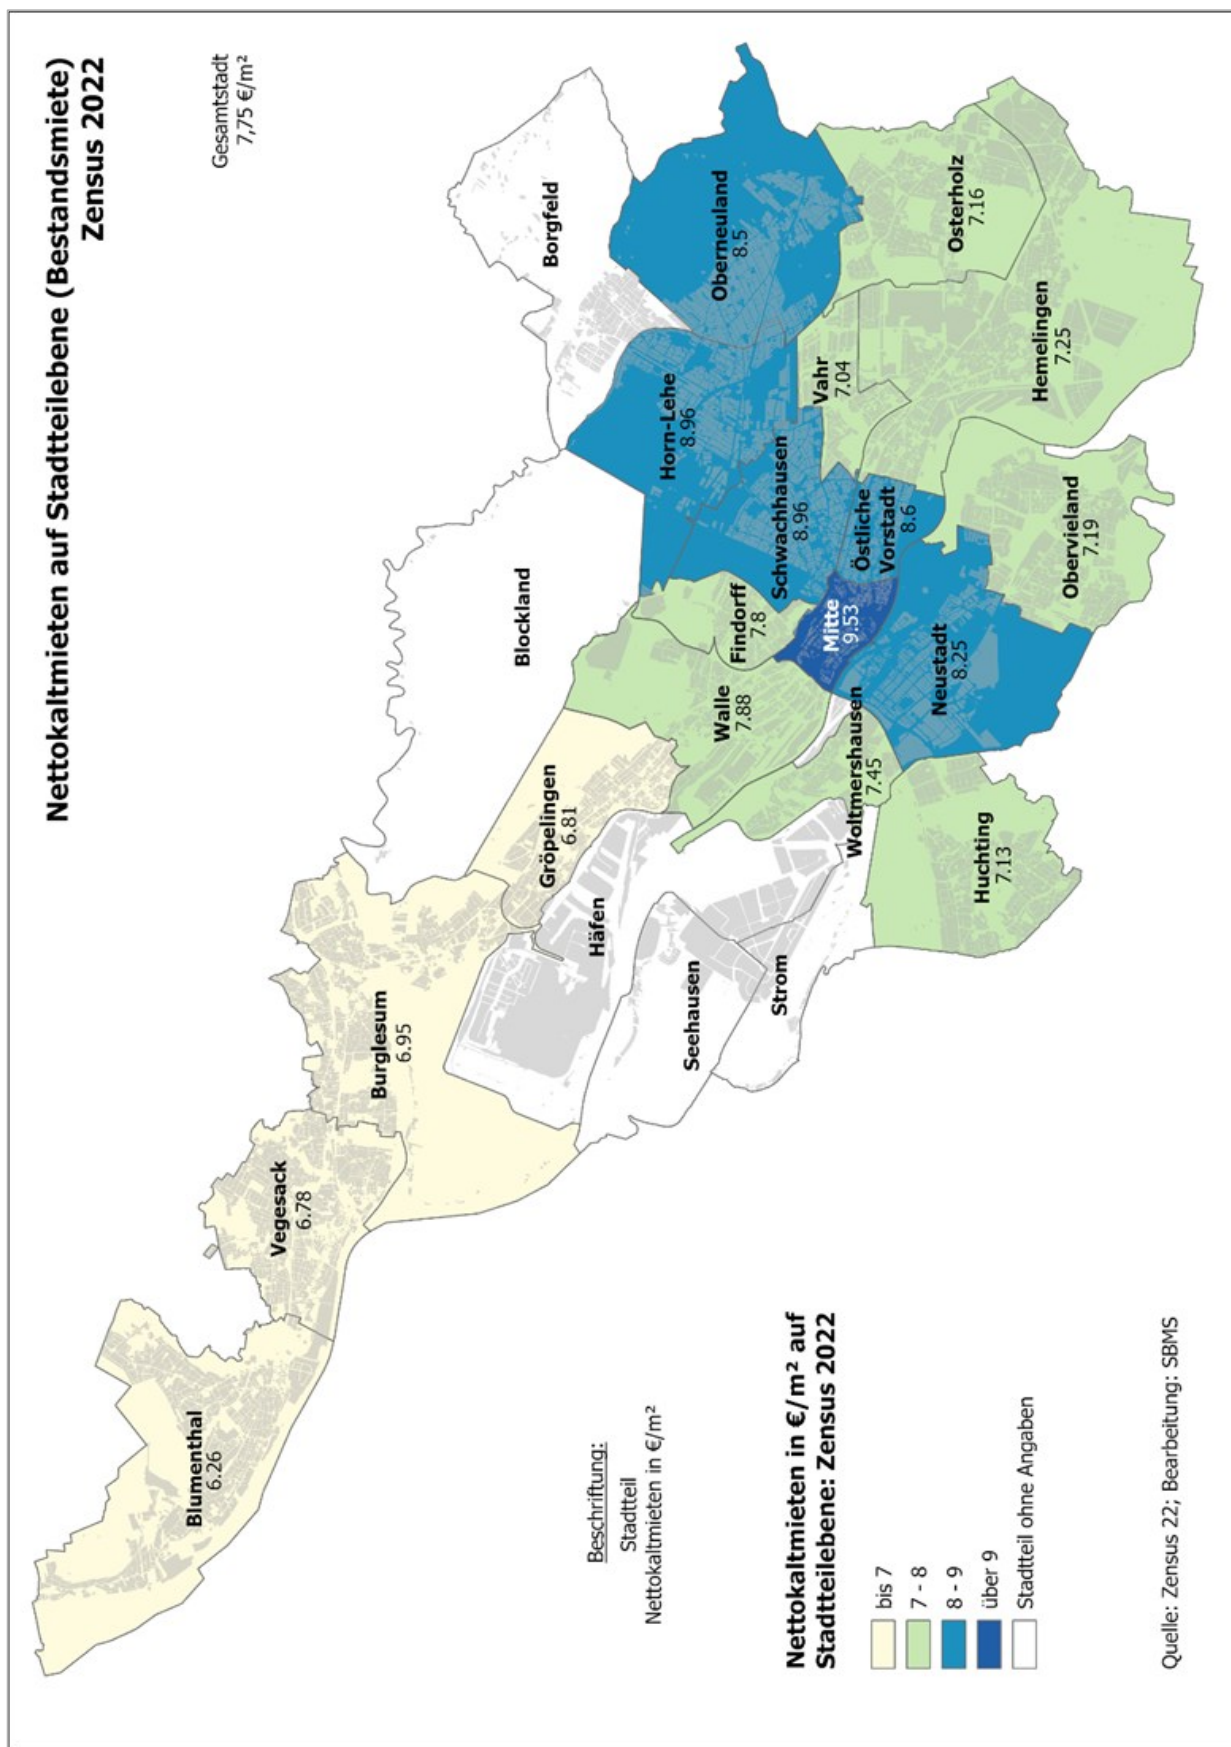 Nettokaltmieten auf Stadtteilebene (Bestandsmiete)
Zensus 2022
Gesamtstadt
7,75 €/m²
Blumenthal
6.26
Vegesack
6.78
Burglesum
6.95
Blockland
Borgfeld
Gröpelingen
6.81
Häfen
Seehausen
Strom
Walle
7.88
Findorff
7.8
Horn-Lehe
8.96
Oberneuland
8.5
Schwachhausen
8.96
Vahr
7.04
Mitte
9.53
Östliche
Vorstadt
8.6
Osterholz
7.16
Woltmershausen
7.45
Neustadt
8.25
Hemelingen
7.25
Huchting
7.13
Obervieland
7.19
Beschriftung:
Stadtteil
Nettokaltmieten in €/m²
Nettokaltmieten in €/m² auf
Stadtteilebene: Zensus 2022
bis 7
7 - 8
8 - 9
über 9
Stadtteil ohne Angaben
Quelle: Zensus 22; Bearbeitung: SBMS